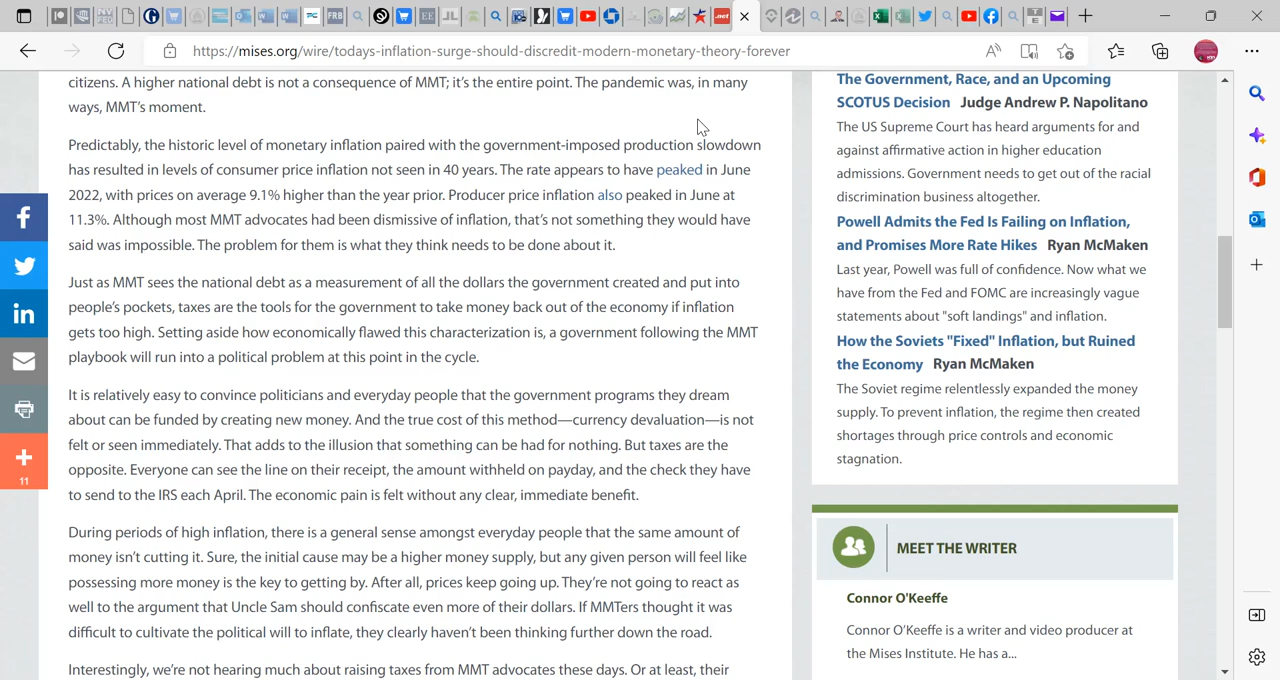 https://mises.org/wire/todays-inflation-surge-should-discredit-modern-monetary-theory-forever
citizens. A higher national debt is not a consequence of MMT; it's the entire point. The pandemic was, in many
ways, MMT's moment.
Predictably, the historic level of monetary inflation paired with the government-imposed production slowdown
has resulted in levels of consumer price inflation not seen in 40 years. The rate appears to have peaked in June
2022, with prices on average 9.1% higher than the year prior. Producer price inflation also peaked in June at
11.3%. Although most MMT advocates had been dismissive of inflation, that's not something they would have
said was impossible. The problem for them is what they think needs to be done about it.
Just as MMT sees the national debt as a measurement of all the dollars the government created and put into
people's pockets, taxes are the tools for the government to take money back out of the economy if inflation
gets too high. Setting aside how economically flawed this characterization is, a government following the MMT
playbook will run into a political problem at this point in the cycle.
It is relatively easy to convince politicians and everyday people that the government programs they dream
about can be funded by creating new money. And the true cost of this method—currency devaluation—is not
felt or seen immediately. That adds to the illusion that something can be had for nothing. But taxes are the
opposite. Everyone can see the line on their receipt, the amount withheld on payday, and the check they have
to send to the IRS each April. The economic pain is felt without any clear, immediate benefit.
During periods of high inflation, there is a general sense amongst everyday people that the same amount of
money isn't cutting it. Sure, the initial cause may be a higher money supply, but any given person will feel like
possessing more money is the key to getting by. After all, prices keep going up. They're not going to react as
well to the argument that Uncle Sam should confiscate even more of their dollars. If MMTers thought it was
difficult to cultivate the political will to inflate, they clearly haven't been thinking further down the road.
Interestingly, we're not hearing much about raising taxes from MMT advocates these days. Or at least, their
11
The Government, Race, and an Upcoming
SCOTUS Decision Judge Andrew P. Napolitano
The US Supreme Court has heard arguments for and
against affirmative action in higher education
admissions. Government needs to get out of the racial
discrimination business altogether.
Powell Admits the Fed Is Failing on Inflation,
and Promises More Rate Hikes Ryan McMaken
Last year, Powell was full of confidence. Now what we
have from the Fed and FOMC are increasingly vague
statements about "soft landings" and inflation.
How the Soviets "Fixed" Inflation, but Ruined
the Economy Ryan McMaken
The Soviet regime relentlessly expanded the money
supply. To prevent inflation, the regime then created
shortages through price controls and economic
stagnation.
MEET THE WRITER
Connor O'Keeffe
Connor O'Keeffe is a writer and video producer at
the Mises Institute. He has a...